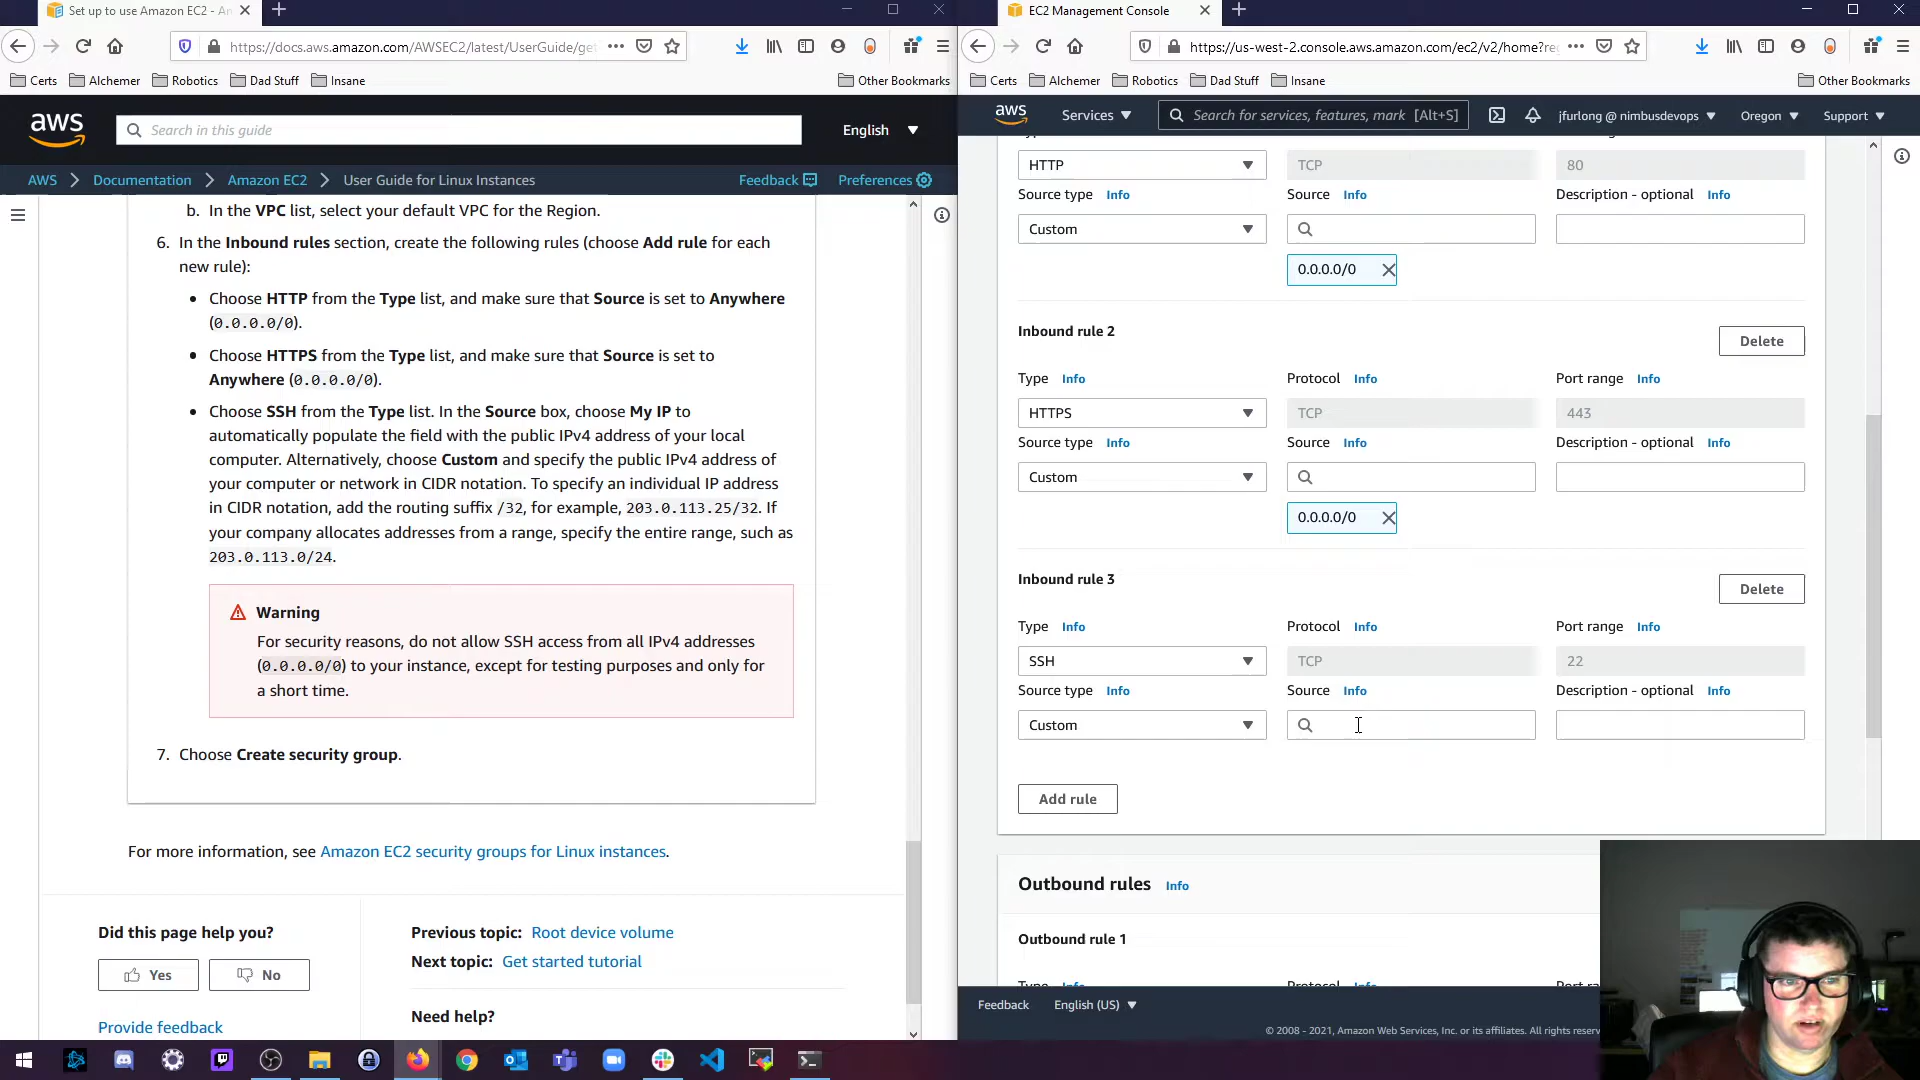 Set up to use Amazon EC2 - An
https://docs.aws.amazon.com/AWSEC2/latest/UserGuide/get
Certs
Alchemer
Robotics
Dad Stuff
Insane
Other Bookmarks
aws
Search in this guide
English
AWS
Documentation
Amazon EC2
User Guide for Linux Instances
Feedback
Preferences
b. In the VPC list, select your default VPC for the Region.
6. In the Inbound rules section, create the following rules (choose Add rule for each
new rule):
• Choose HTTP from the Type list, and make sure that Source is set to Anywhere
(0.0.0.0/0).
• Choose HTTPS from the Type list, and make sure that Source is set to
Anywhere (0.0.0.0/0).
• Choose SSH from the Type list. In the Source box, choose My IP to
automatically populate the field with the public IPv4 address of your local
computer. Alternatively, choose Custom and specify the public IPv4 address of
your computer or network in CIDR notation. To specify an individual IP address
in CIDR notation, add the routing suffix /32, for example, 203.0.113.25/32. If
your company allocates addresses from a range, specify the entire range, such as
203.0.113.0/24.
Warning
For security reasons, do not allow SSH access from all IPv4 addresses
(0.0.0.0/0) to your instance, except for testing purposes and only for
a short time.
7. Choose Create security group.
For more information, see Amazon EC2 security groups for Linux instances.
Did this page help you?
Yes
No
Provide feedback
Previous topic: Root device volume
Next topic: Get started tutorial
Need help?
EC2 Management Console
https://us-west-2.console.aws.amazon.com/ec2/v2/home?re
Certs
Alchemer
Robotics
Dad Stuff
Insane
Other Bookmarks
aws
Services
Search for services, features, mark [Alt+S]
jfurlong @ nimbusdevops
Oregon
Support
HTTP
TCP
80
Source type Info
Source Info
Description - optional Info
Custom
0.0.0.0/0
Inbound rule 2
Delete
Type Info
Protocol Info
Port range Info
HTTPS
TCP
443
Source type Info
Source Info
Description - optional Info
Custom
0.0.0.0/0
Inbound rule 3
Delete
Type Info
Protocol Info
Port range Info
SSH
TCP
22
Source type Info
Source Info
Description - optional Info
Custom
Add rule
Outbound rules Info
Outbound rule 1
Feedback
English (US)
© 2008 - 2021, Amazon Web Services, Inc. or its affiliates. All rights reserv